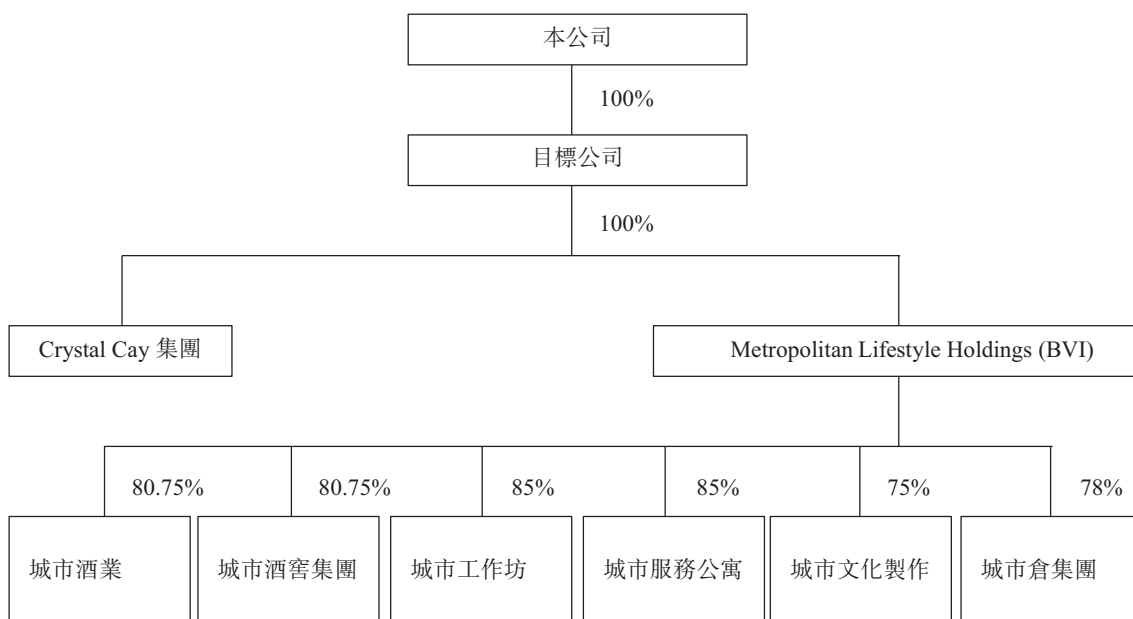 本公司
100%
目標公司
100%
Crystal Cay 集團
Metropolitan Lifestyle Holdings (BVI)
80.75%
80.75%
85%
85%
75%
78%
城市酒業
城市酒窖集團
城市工作坊
城市服務公寓
城市文化製作
城市倉集團